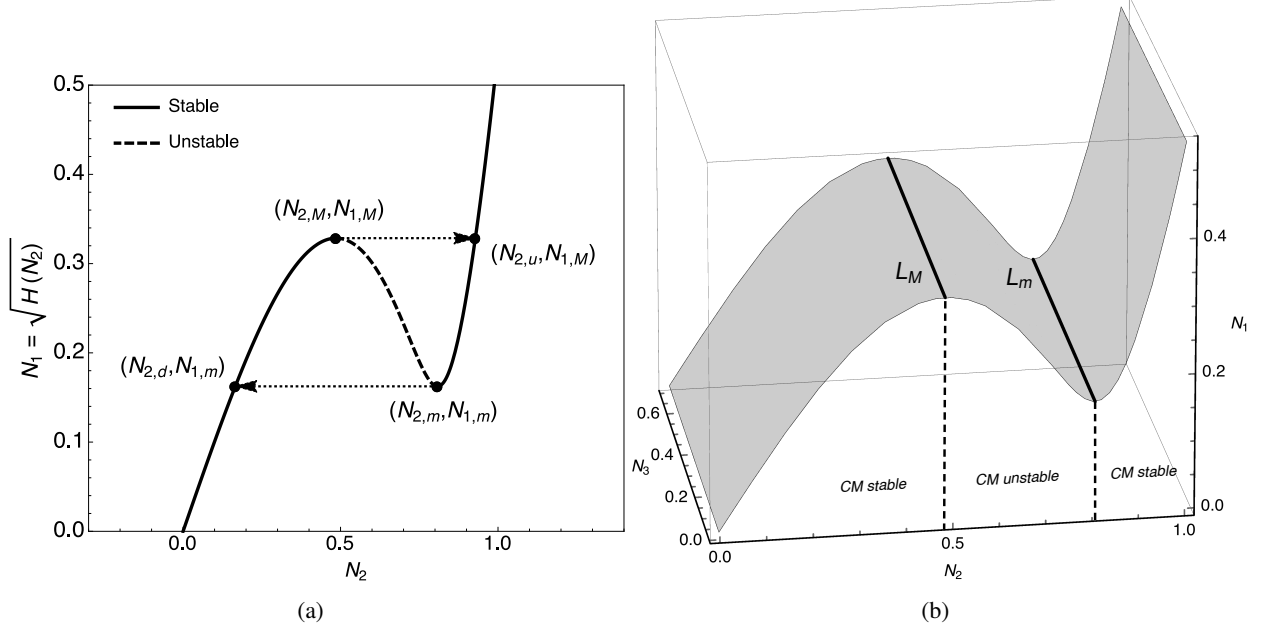 0.5
0.4
0.3
0.2
0.1
0.0
0.0
0.5
1.0
N₂
N₁ = √H (N₂)
Stable
Unstable
(N₂,M,N₁,M)
(N₂,u,N₁,M)
(N₂,d,N₁,m)
(N₂,m,N₁,m)
(a)
L_M
L_m
N₁
0.4
0.2
0.0
N₃
0.6
0.4
0.2
0.0
CM stable
CM unstable
CM stable
0.0
0.5
1.0
N₂
(b)